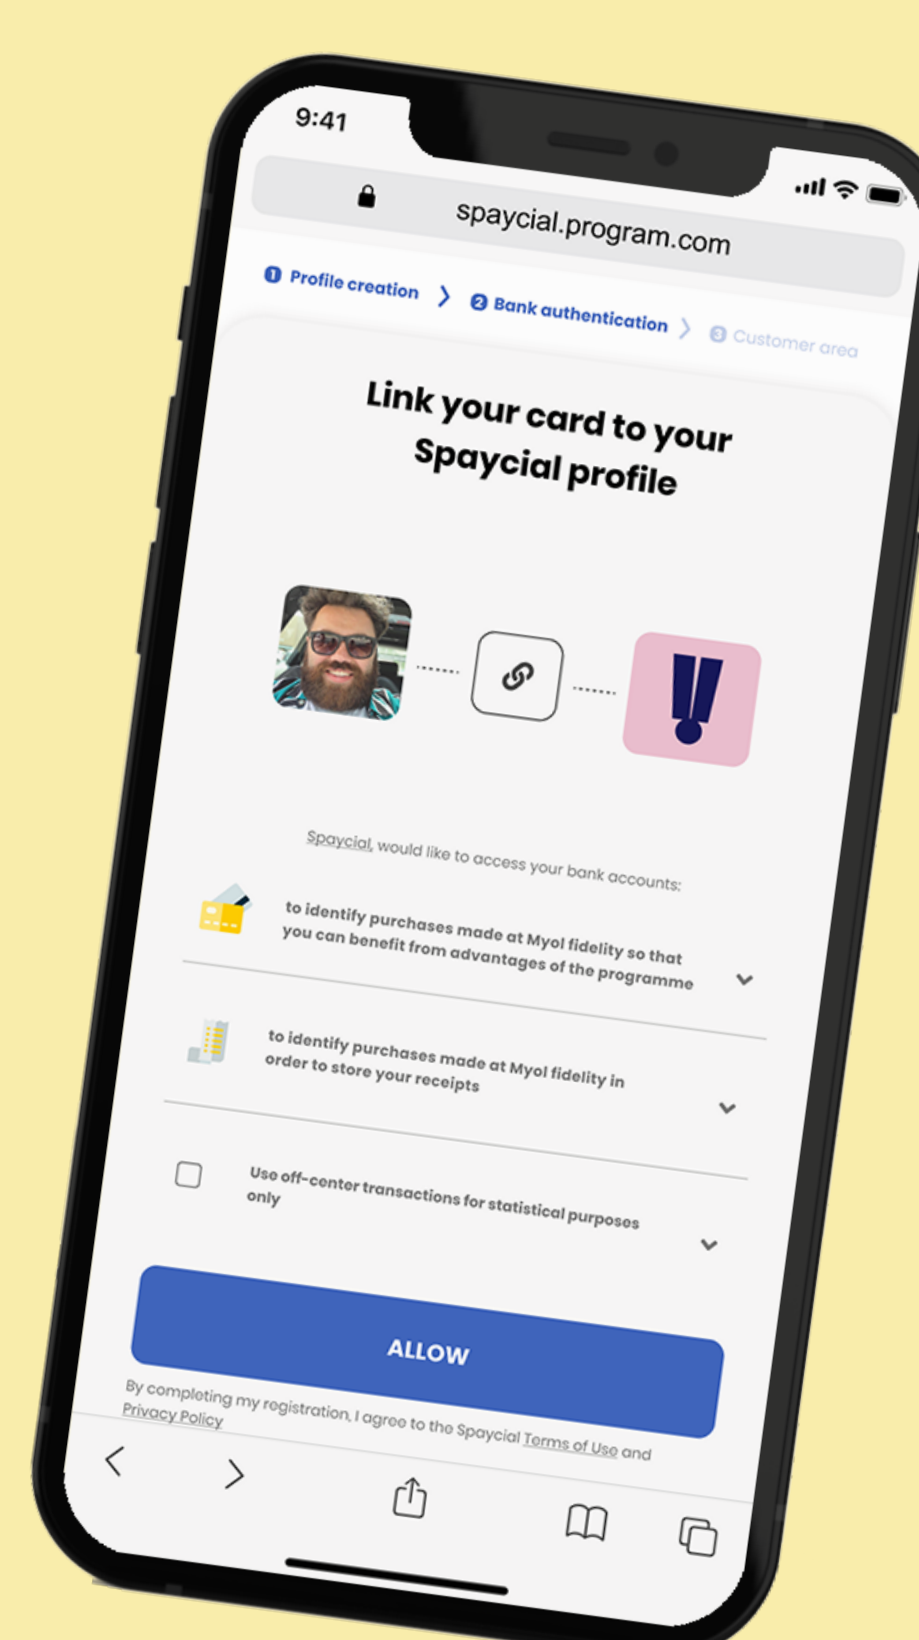 9:41
spaycial.program.com
1 Profile creation > 2 Bank authentication > 3 Customer area
Link your card to your
Spaycial profile
Spaycial, would like to access your bank accounts:
to identify purchases made at Myol fidelity so that
you can benefit from advantages of the programme
to identify purchases made at Myol fidelity in
order to store your receipts
Use off-center transactions for statistical purposes
only
ALLOW
By completing my registration, I agree to the Spaycial Terms of Use and
Privacy Policy